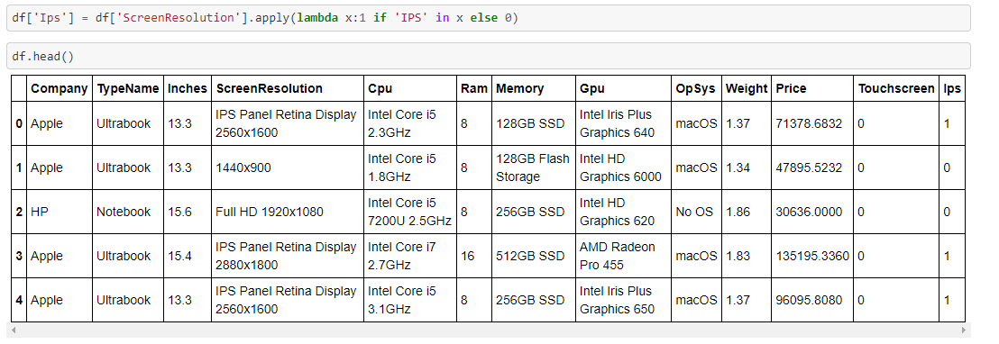 df['Ips'] = df['ScreenResolution'].apply(lambda x:1 if 'IPS' in x else 0)
df.head()
Company TypeName Inches ScreenResolution Cpu Ram Memory Gpu OpSys Weight Price Touchscreen Ips
0 Apple Ultrabook 13.3 IPS Panel Retina Display 2560x1600 Intel Core i5 2.3GHz 8 128GB SSD Intel Iris Plus Graphics 640 macOS 1.37 71378.6832 0 1
1 Apple Ultrabook 13.3 1440x900 Intel Core i5 1.8GHz 8 128GB Flash Storage Intel HD Graphics 6000 macOS 1.34 47895.5232 0 0
2 HP Notebook 15.6 Full HD 1920x1080 Intel Core i5 7200U 2.5GHz 8 256GB SSD Intel HD Graphics 620 No OS 1.86 30636.0000 0 0
3 Apple Ultrabook 15.4 IPS Panel Retina Display 2880x1800 Intel Core i7 2.7GHz 16 512GB SSD AMD Radeon Pro 455 macOS 1.83 135195.3360 0 1
4 Apple Ultrabook 13.3 IPS Panel Retina Display 2560x1600 Intel Core i5 3.1GHz 8 256GB SSD Intel Iris Plus Graphics 650 macOS 1.37 96095.8080 0 1